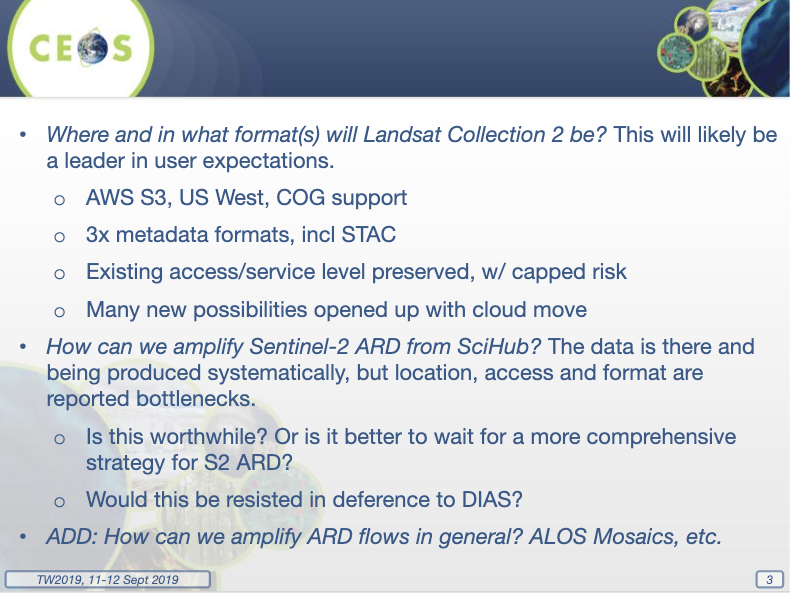 CEOS
• Where and in what format(s) will Landsat Collection 2 be? This will likely be
a leader in user expectations.
o AWS S3, US West, COG support
o 3x metadata formats, incl STAC
o Existing access/service level preserved, w/ capped risk
o Many new possibilities opened up with cloud move
• How can we amplify Sentinel-2 ARD from SciHub? The data is there and
being produced systematically, but location, access and format are
reported bottlenecks.
o Is this worthwhile? Or is it better to wait for a more comprehensive
strategy for S2 ARD?
o Would this be resisted in deference to DIAS?
• ADD: How can we amplify ARD flows in general? ALOS Mosaics, etc.
TW2019, 11-12 Sept 2019
3